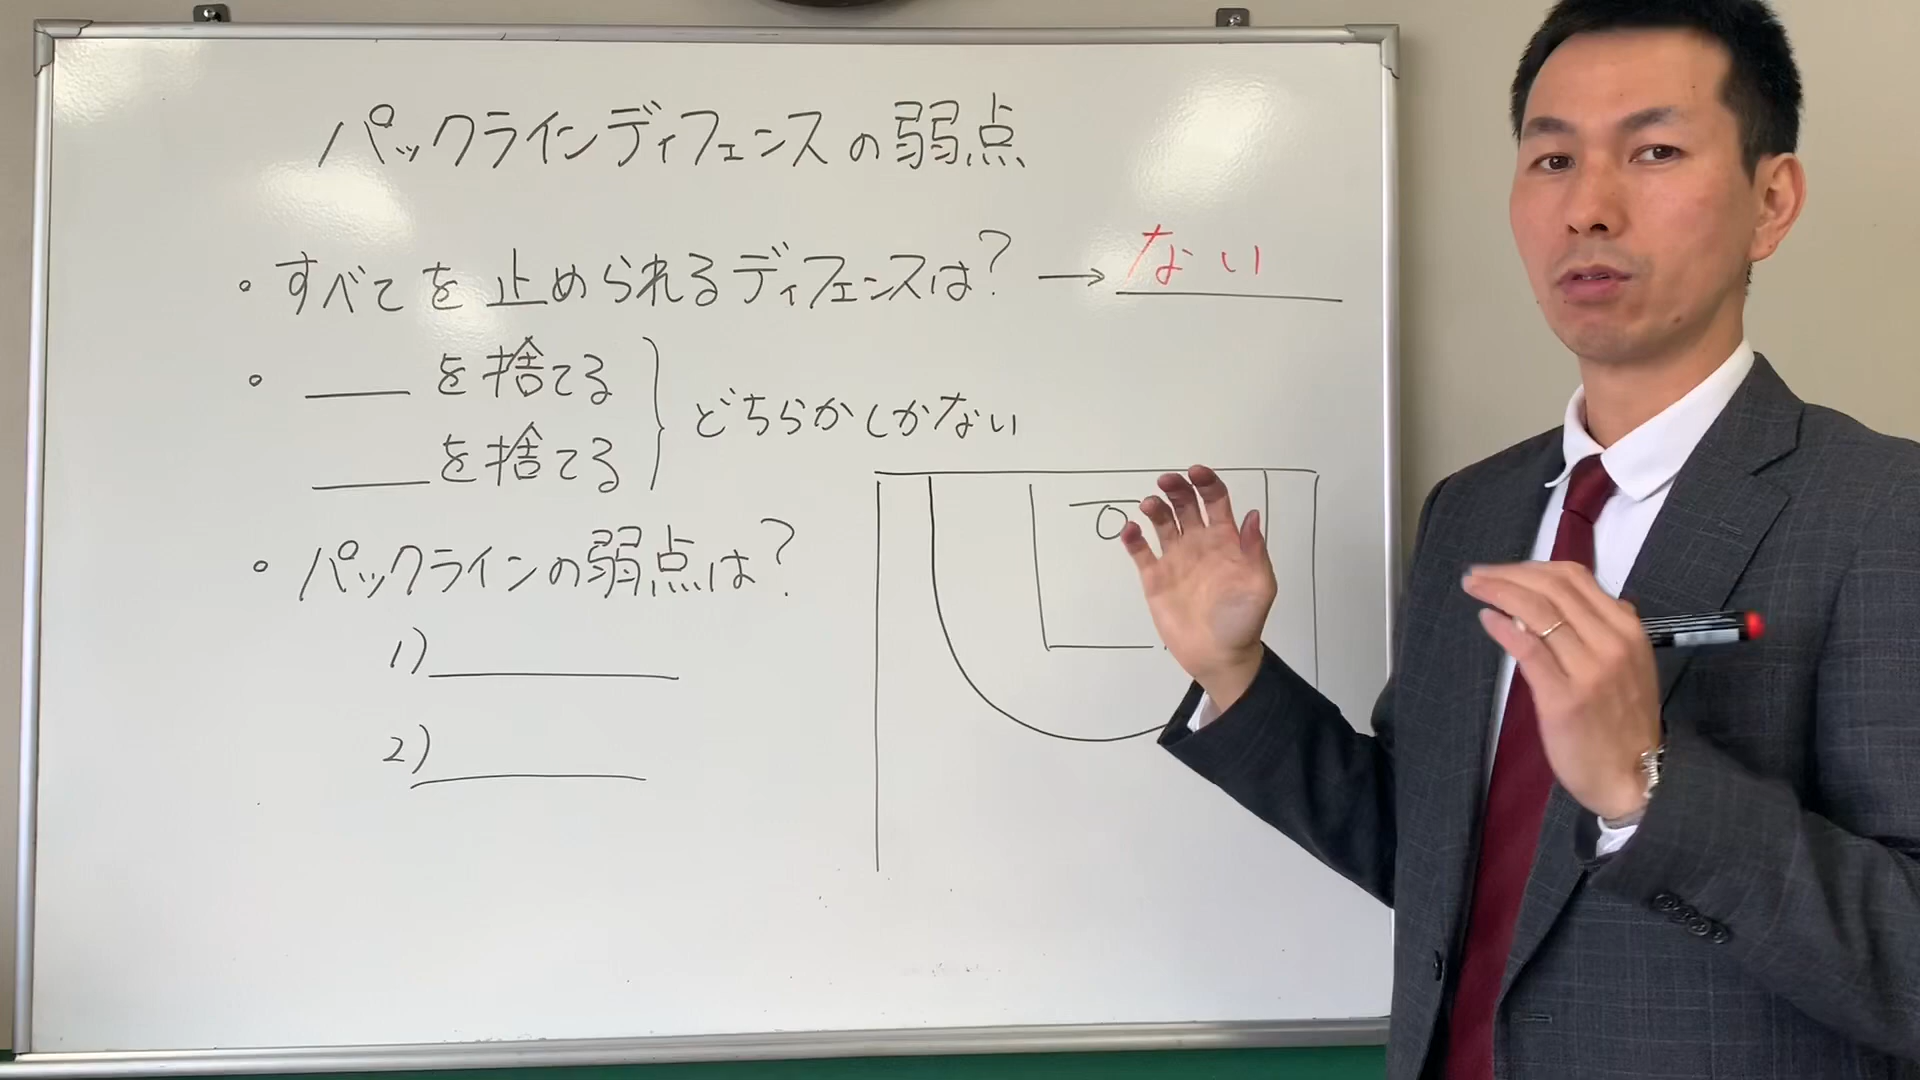 パックラインディフェンスの弱点
・すべてを止められるディフェンスは？→ ない
・＿＿を捨てる
＿＿を捨てる
どちらかしかない
・パックラインの弱点は？
1)
2)